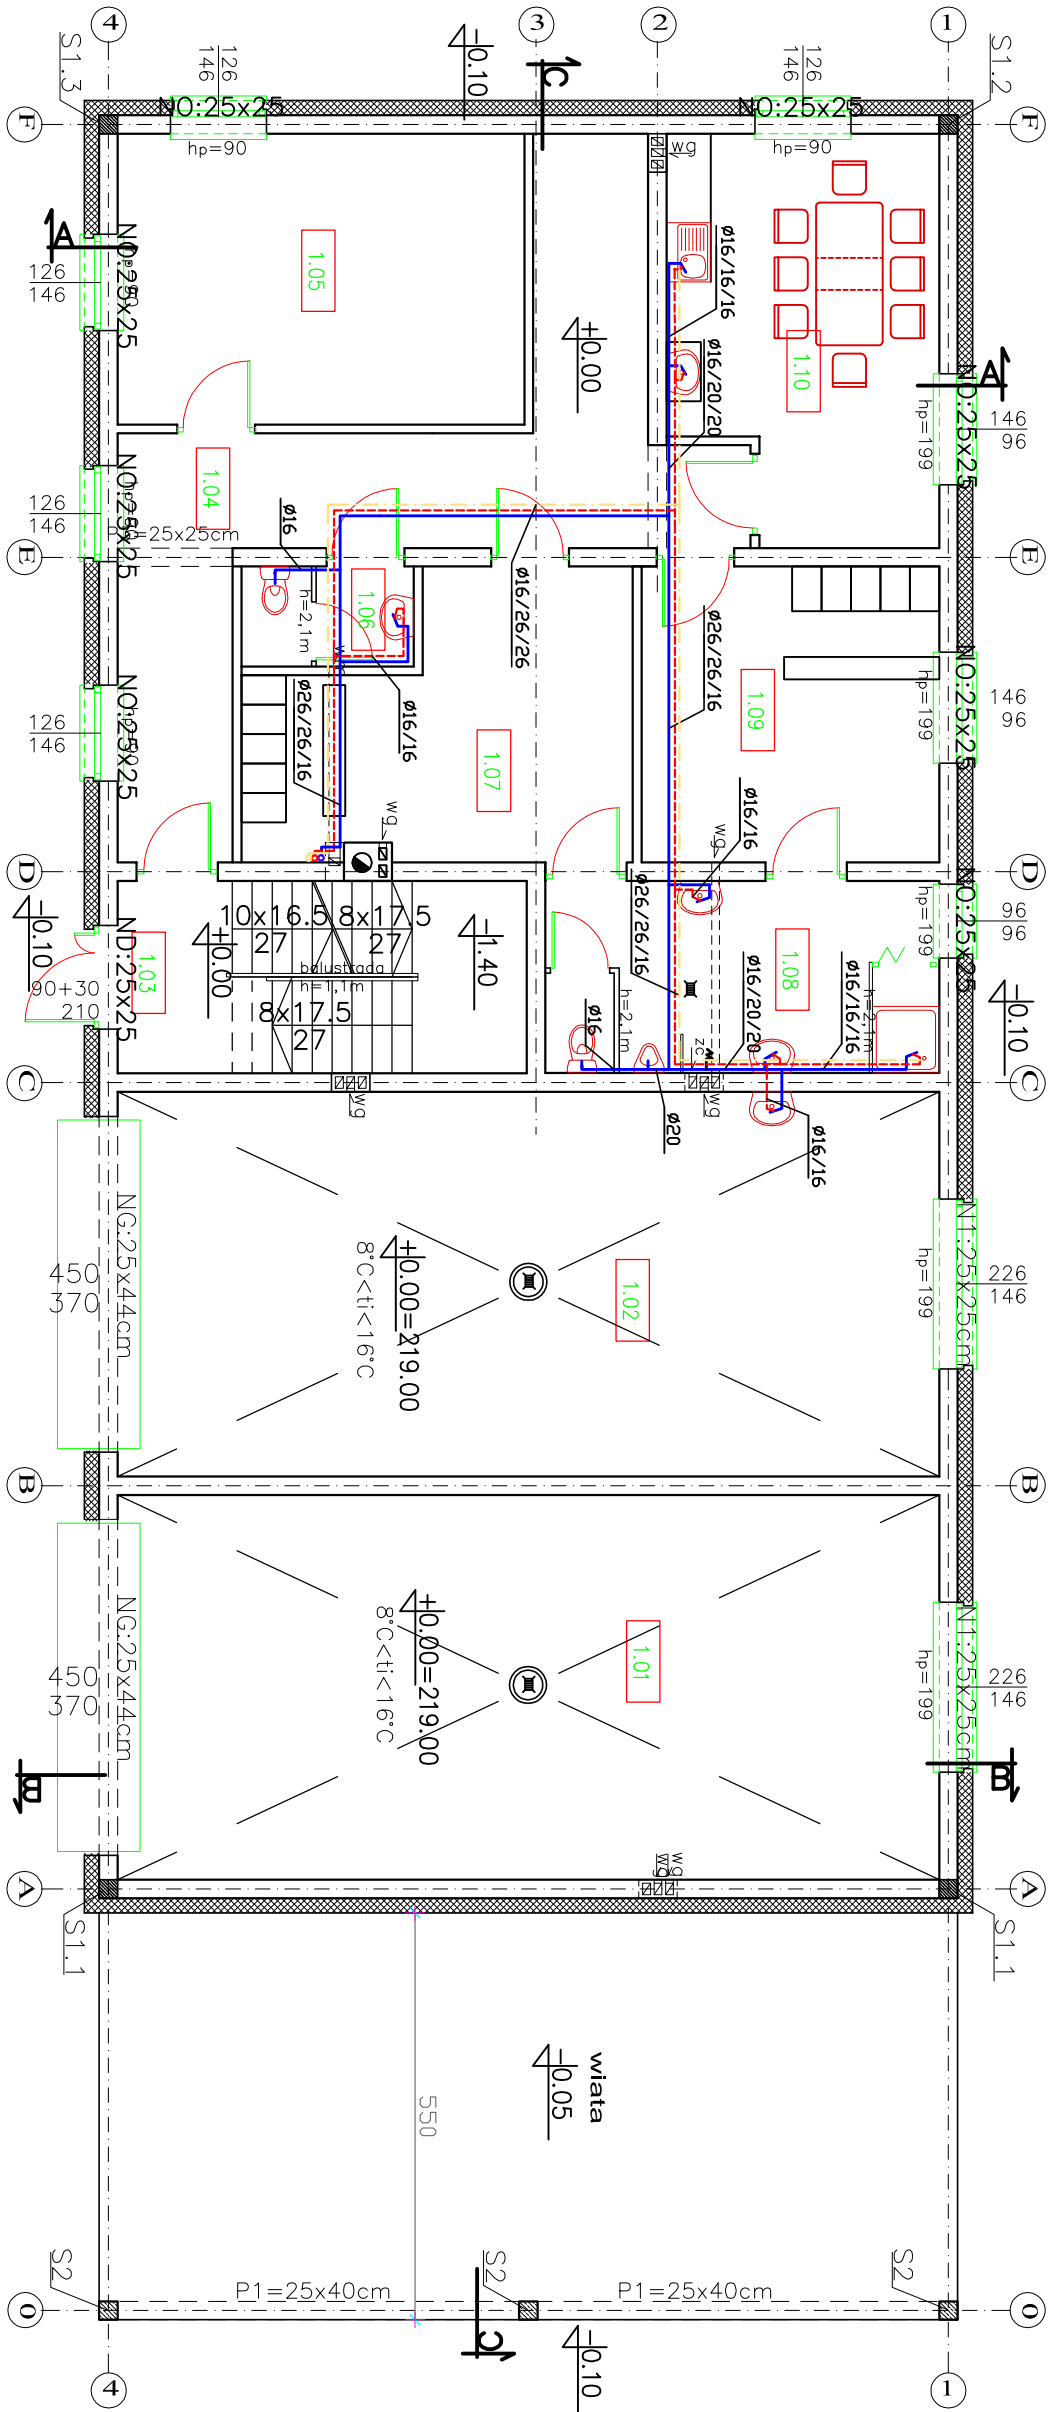 4
3
2
1
S1.3
S1.2
126
146
-0.10
C
126
146
NO:25x25
NO:25x25
F
F
hp=90
hp=90
wg
A
NO:25x25
126
146
1.05
ø16/16/16
+0.00
ø16/20/20
1.10
A
NO:25x25
hp=199
146
96
1.04
NO:25x25
126
146
ø16
E
E
ø16/26/26
h=2,1m
1.06
ø26/26/16
NO:25x25
hp=199
146
96
ø26/26/16
ø16/16
1.09
NO:25x25
126
146
1.07
wg
ø16/16
wg
D
D
ø26/26/16
NO:25x25
hp=199
96
96
-0.10
ND:25x25
1.03
90+30
210
+0.00
10x16.5
27
8x17.5
27
balustrada
h=1,1m
8x17.5
27
-1.40
1.08
ø16/20/20
ø16/16/16
h=2,1m
-0.10
ø16
h=2,1m
zc
C
C
wg
wg
ø20
ø16/16
NG:25x44cm
450
370
+0.00=219.00
8°C<ti<16°C
1.02
N1:25x25cm
hp=199
226
146
B
B
NG:25x44cm
450
370
+0.00=219.00
8°C<ti<16°C
1.01
N1:25x25cm
hp=199
226
146
B
B
wg
wg
A
A
S1.1
S1.1
wiata
-0.05
550
S2
S2
S2
P1=25x40cm
P1=25x40cm
0
0
C
-0.10
4
1